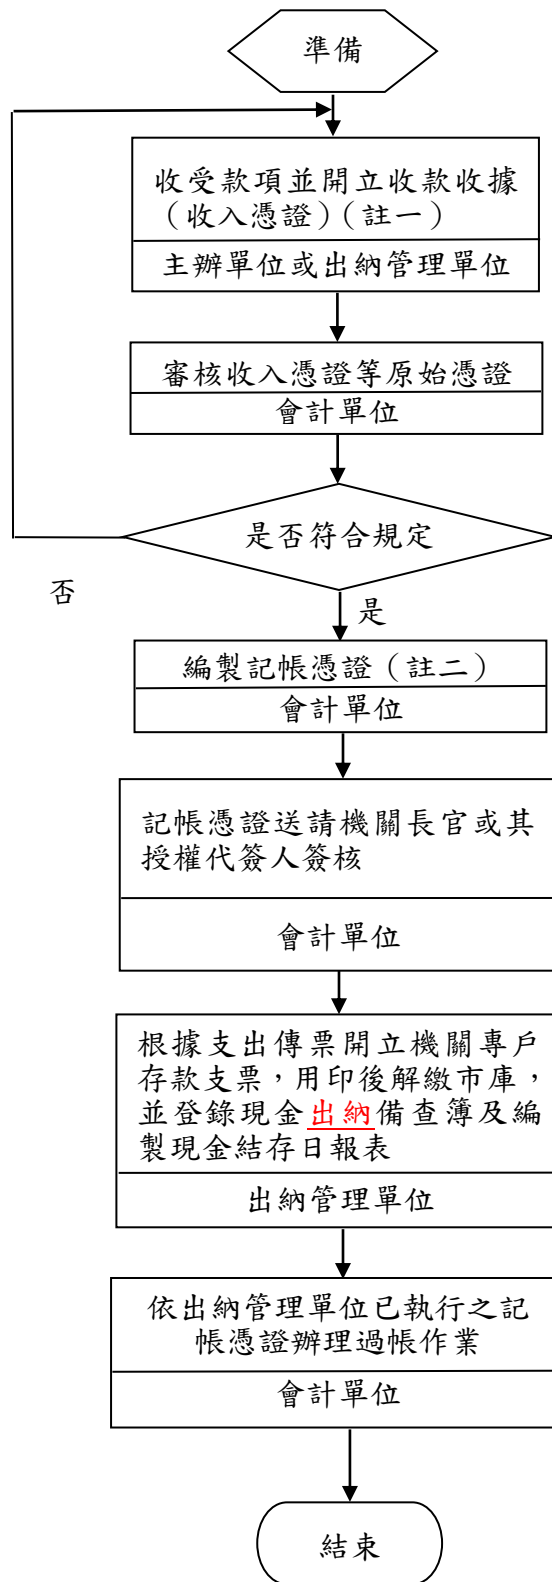 準備
收受款項並開立收款收據
(收入憑證)(註一)
主辦單位或出納管理單位
審核收入憑證等原始憑證
會計單位
是否符合規定
否
是
編製記帳憑證(註二)
會計單位
記帳憑證送請機關長官或其
授權代簽人簽核
會計單位
根據支出傳票開立機關專戶
存款支票,用印後解繳市庫,
並登錄現金出納備查簿及編
製現金結存日報表
出納管理單位
依出納管理單位已執行之記
帳憑證辦理過帳作業
會計單位
結束